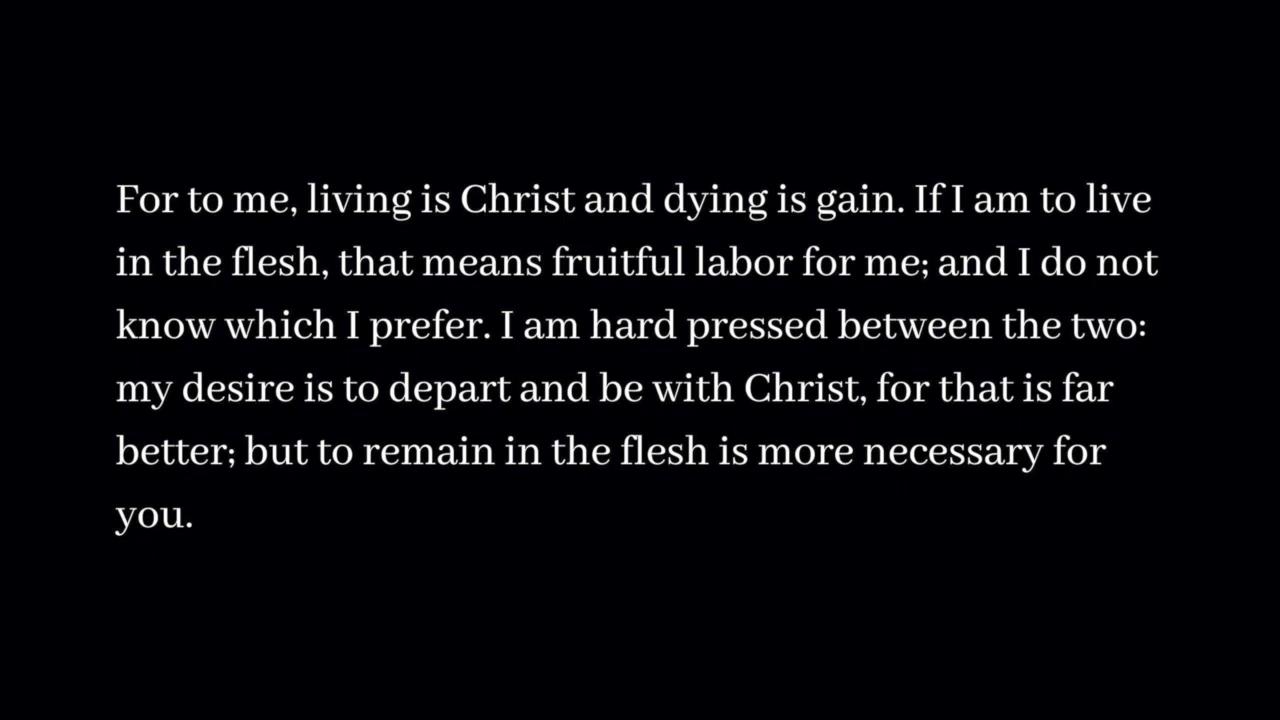 For to me, living is Christ and dying is gain. If I am to live
in the flesh, that means fruitful labor for me; and I do not
know which I prefer. I am hard pressed between the two:
my desire is to depart and be with Christ, for that is far
better; but to remain in the flesh is more necessary for
you.